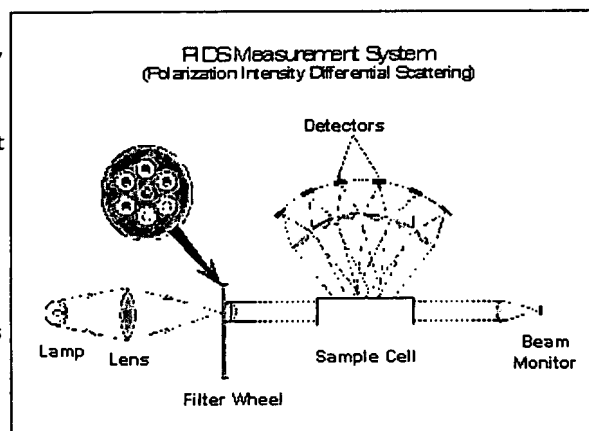 PIDS Measurement System
(Polarization Intensity Differential Scattering)
Detectors
Lamp
Lens
Filter Wheel
Sample Cell
Beam
Monitor